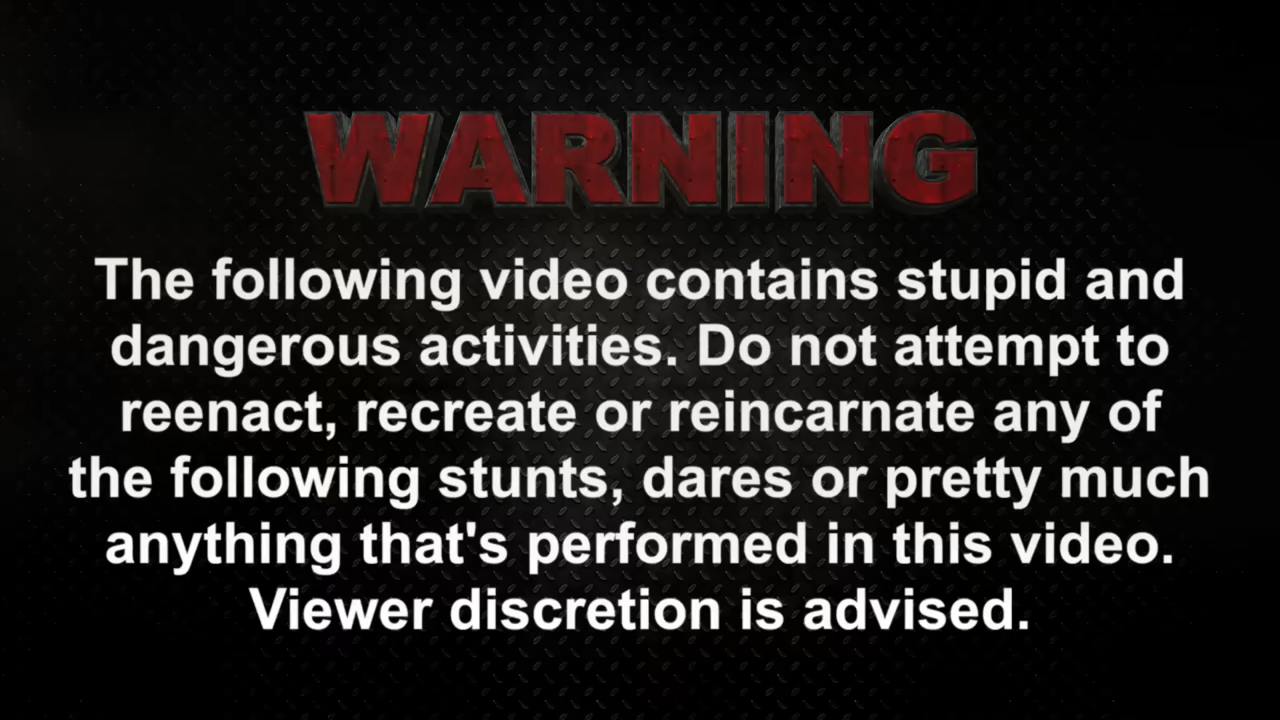 WARNING
The following video contains stupid and
dangerous activities. Do not attempt to
reenact, recreate or reincarnate any of
the following stunts, dares or pretty much
anything that's performed in this video.
Viewer discretion is advised.